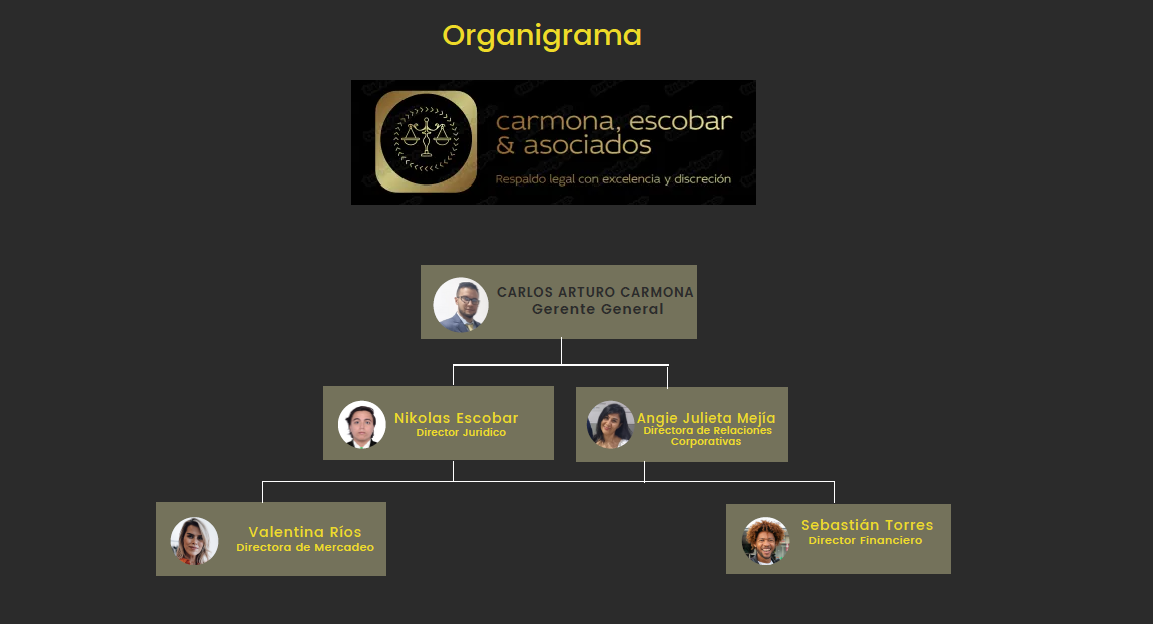 Organigrama
carmona, escobar
& asociados
Respaldo legal con excelencia y discreción
CARLOS ARTURO CARMONA
Gerente General
Nikolas Escobar
Director Juridico
Angie Julieta Mejía
Directora de Relaciones
Corporativas
Valentina Ríos
Directora de Mercadeo
Sebastián Torres
Director Financiero